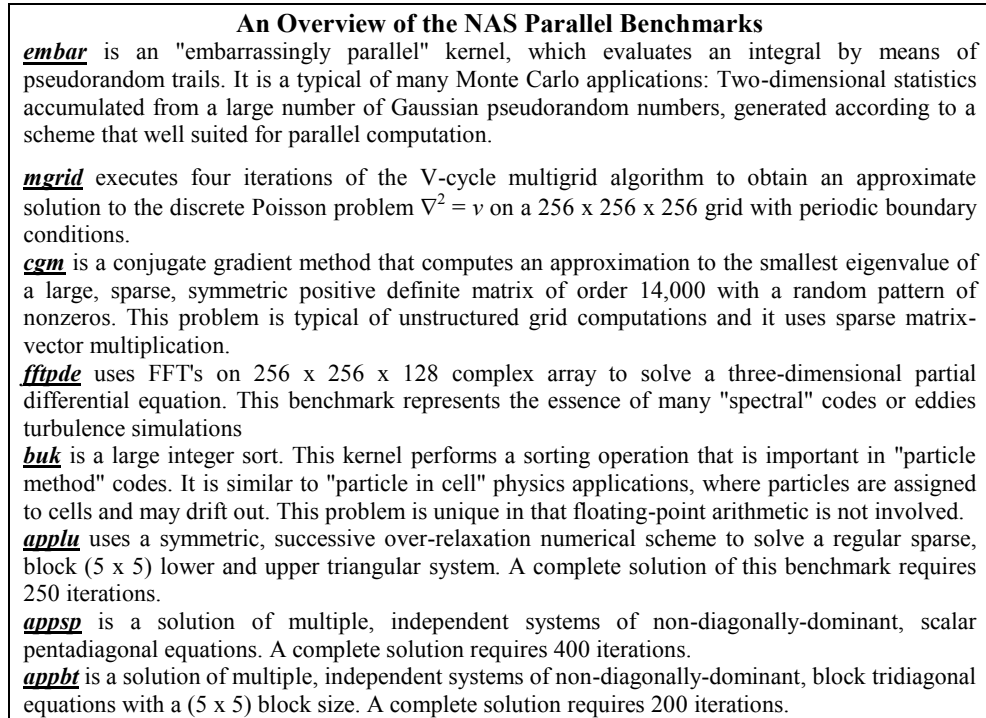 An Overview of the NAS Parallel Benchmarks
embar is an "embarrassingly parallel" kernel, which evaluates an integral by means of
pseudorandom trails. It is a typical of many Monte Carlo applications: Two-dimensional statistics
accumulated from a large number of Gaussian pseudorandom numbers, generated according to a
scheme that well suited for parallel computation.
mgrid executes four iterations of the V-cycle multigrid algorithm to obtain an approximate
solution to the discrete Poisson problem ∇² = v on a 256 x 256 x 256 grid with periodic boundary
conditions.
cgm is a conjugate gradient method that computes an approximation to the smallest eigenvalue of
a large, sparse, symmetric positive definite matrix of order 14,000 with a random pattern of
nonzeros. This problem is typical of unstructured grid computations and it uses sparse matrix-
vector multiplication.
fftpde uses FFT's on 256 x 256 x 128 complex array to solve a three-dimensional partial
differential equation. This benchmark represents the essence of many "spectral" codes or eddies
turbulence simulations
buk is a large integer sort. This kernel performs a sorting operation that is important in "particle
method" codes. It is similar to "particle in cell" physics applications, where particles are assigned
to cells and may drift out. This problem is unique in that floating-point arithmetic is not involved.
applu uses a symmetric, successive over-relaxation numerical scheme to solve a regular sparse,
block (5 x 5) lower and upper triangular system. A complete solution of this benchmark requires
250 iterations.
appsp is a solution of multiple, independent systems of non-diagonally-dominant, scalar
pentadiagonal equations. A complete solution requires 400 iterations.
appbt is a solution of multiple, independent systems of non-diagonally-dominant, block tridiagonal
equations with a (5 x 5) block size. A complete solution requires 200 iterations.